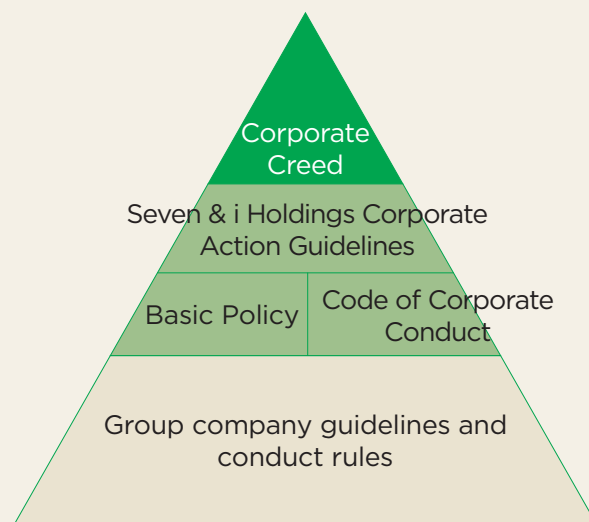 Corporate
Creed
Seven & i Holdings Corporate
Action Guidelines
Basic Policy
Code of Corporate
Conduct
Group company guidelines and
conduct rules